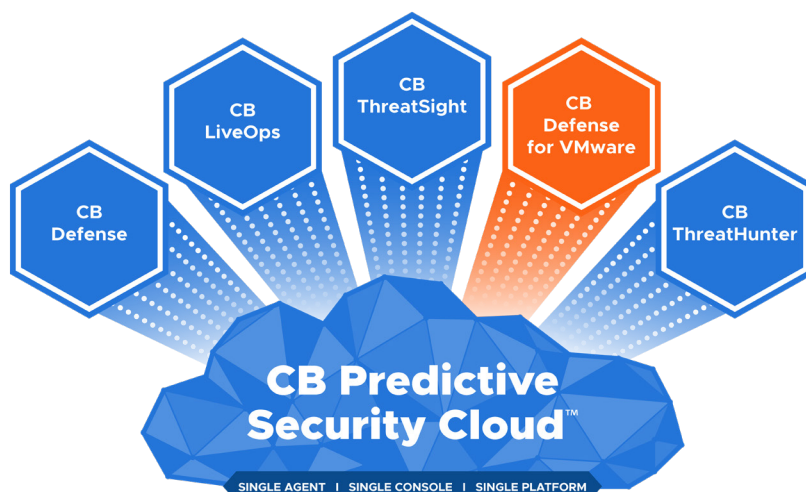 CB
Defense
CB
LiveOps
CB
ThreatSight
CB
Defense
for VMware
CB
ThreatHunter
CB Predictive
Security Cloud™
SINGLE AGENT I SINGLE CONSOLE I SINGLE PLATFORM